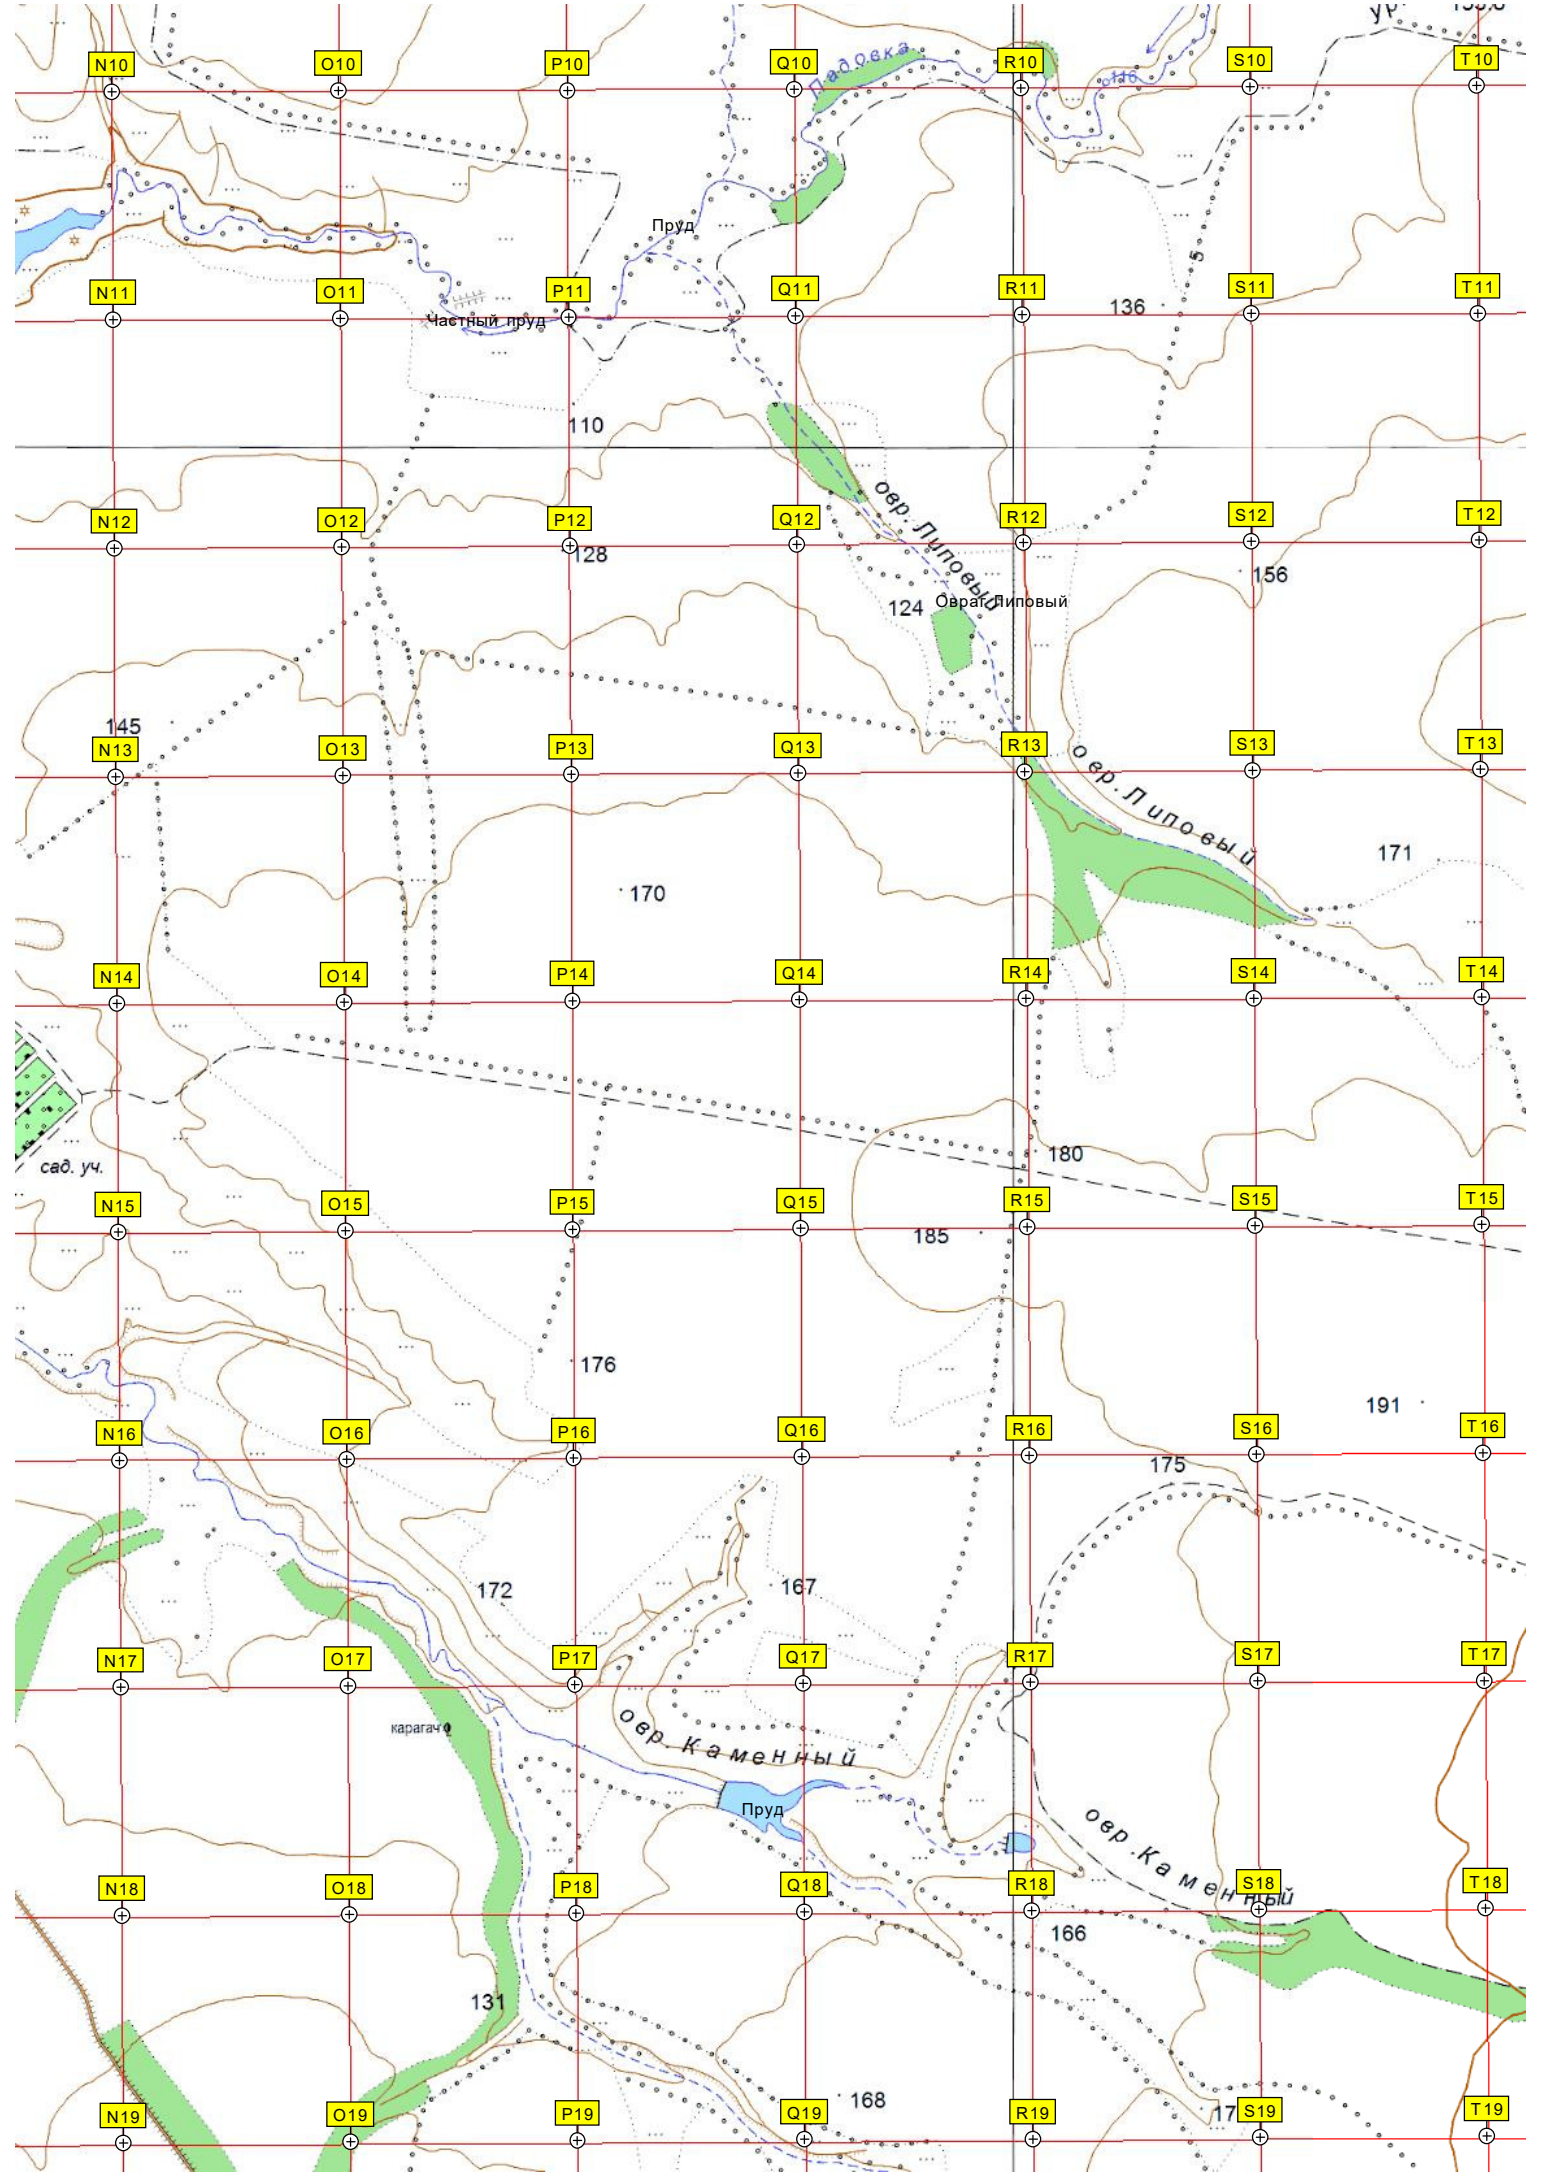 ур.
N10 O10 P10 Q10 Падовка R10 S10 T10
116
Пруд
5
N11 O11 P11 Q11 R11 136 S11 T11
Частный пруд
110
овр. Липовый
N12 O12 P12 Q12 R12 S12 T12
128 156
124 Овраг Липовый
145
N13 O13 P13 Q13 R13 S13 T13
овр. Липовый
171
170
N14 O14 P14 Q14 R14 S14 T14
180
сад. уч.
N15 O15 P15 Q15 R15 S15 T15
185
176
191
N16 O16 P16 Q16 R16 S16 T16
175
172 167
N17 O17 P17 Q17 R17 S17 T17
карагач
овр. Каменный
Пруд
овр. Каменный
N18 O18 P18 Q18 R18 S18 T18
166
131
168
N19 O19 P19 Q19 R19 17 S19 T19